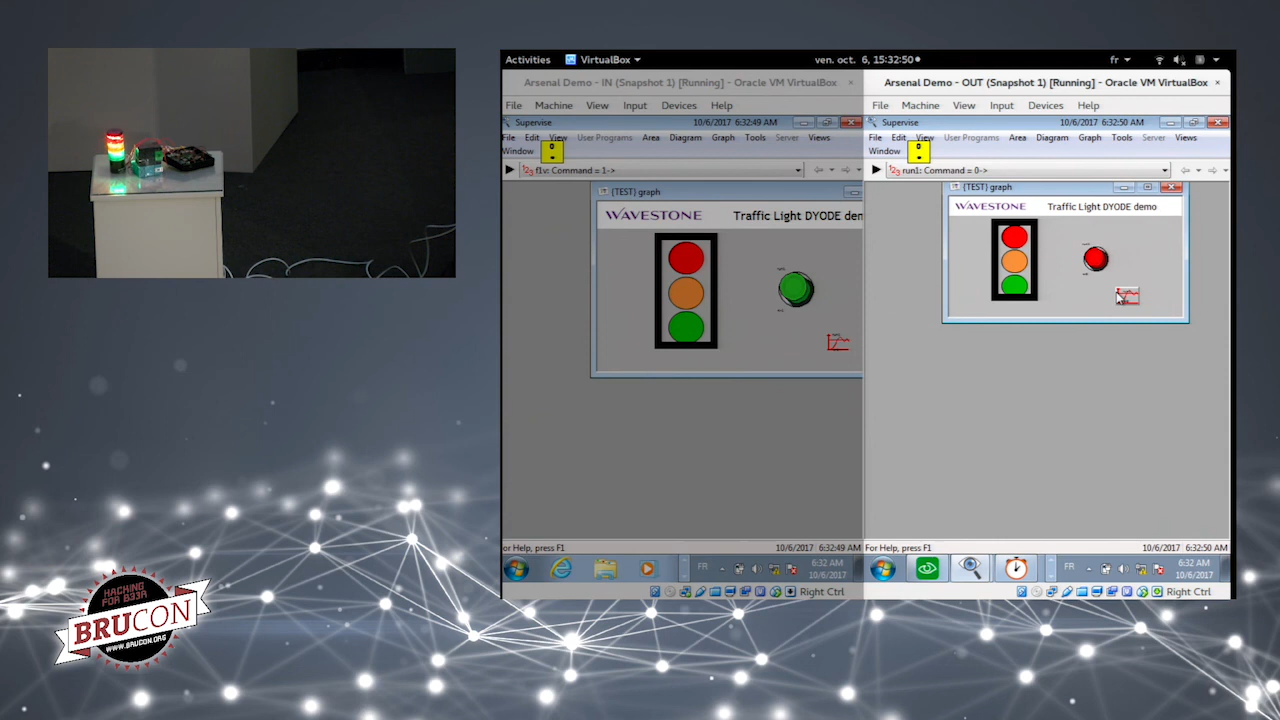 Activities VirtualBox ven. oct. 6, 15:32:50 fr
Arsenal Demo - IN (Snapshot 1) [Running] - Oracle VM VirtualBox ×
File Machine View Input Devices Help
Supervise 10/6/2017 6:32:49 AM
File Edit View User Programs Area Diagram Graph Tools Server Views
Window
f1v: Command = 1->
{TEST} graph
WAVESTONE Traffic Light DYODE dem
or Help, press F1 10/6/2017 6:32:49 AM
FR 6:32 AM
10/6/2017
Right Ctrl
Arsenal Demo - OUT (Snapshot 1) [Running] - Oracle VM VirtualBox ×
File Machine View Input Devices Help
Supervise 10/6/2017 6:32:50 AM
File Edit View User Programs Area Diagram Graph Tools Server Views
Window
run1: Command = 0->
{TEST} graph
WAVESTONE Traffic Light DYODE demo
For Help, press F1 10/6/2017 6:32:50 AM
FR 6:32 AM
10/6/2017
Right Ctrl
HACKING
FOR B33R
BRUCON
WWW.BRUCON.ORG